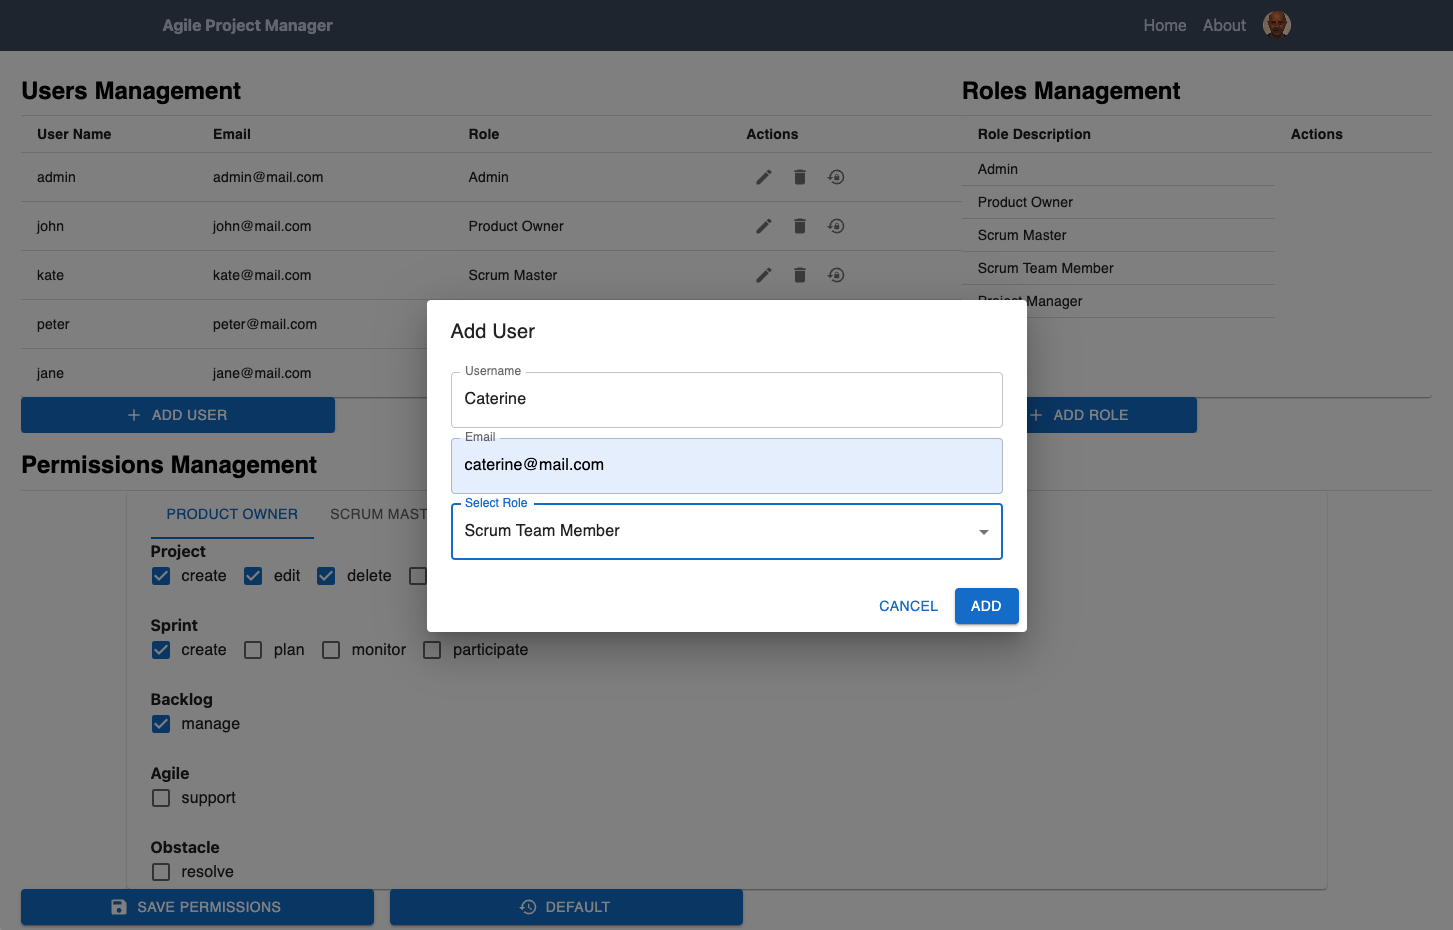 Agile Project Manager
Home About
Users Management
User Name Email Role Actions
admin admin@mail.com Admin
john john@mail.com Product Owner
kate kate@mail.com Scrum Master
peter peter@mail.com
jane jane@mail.com
+ ADD USER
Roles Management
Role Description Actions
Admin
Product Owner
Scrum Master
Scrum Team Member
Project Manager
+ ADD ROLE
Add User
Username
Caterine
Email
caterine@mail.com
Select Role
Scrum Team Member
CANCEL ADD
Permissions Management
PRODUCT OWNER SCRUM MAST
Project
create edit delete
Sprint
create plan monitor participate
Backlog
manage
Agile
support
Obstacle
resolve
SAVE PERMISSIONS DEFAULT